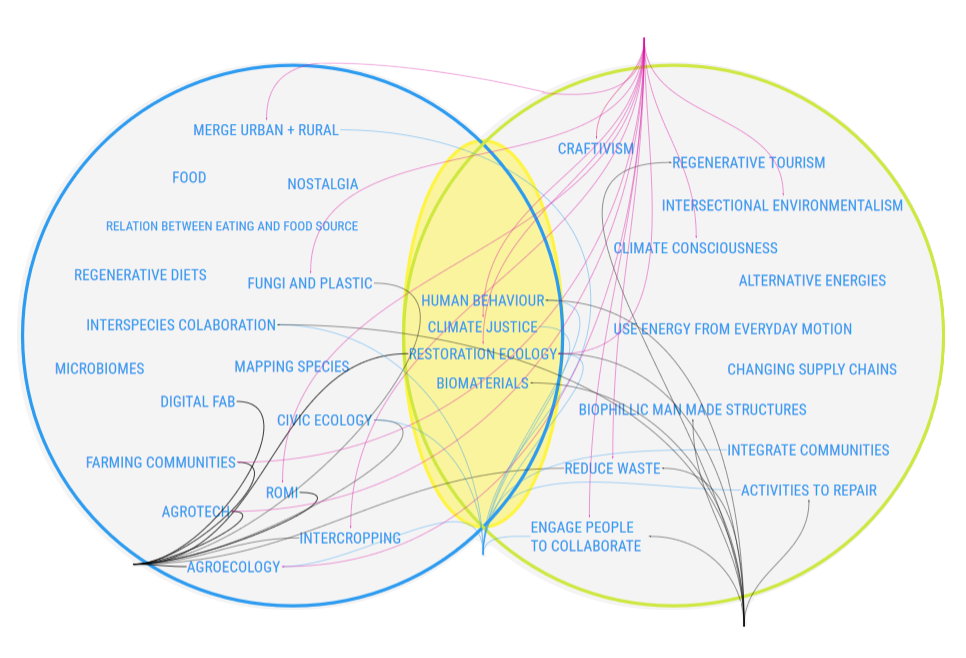 MERGE URBAN + RURAL
FOOD
NOSTALGIA
RELATION BETWEEN EATING AND FOOD SOURCE
REGENERATIVE DIETS
FUNGI AND PLASTIC
INTERSPECIES COLABORATION
MICROBIOMES
MAPPING SPECIES
DIGITAL FAB
CIVIC ECOLOGY
FARMING COMMUNITIES
ROMI
AGROTECH
INTERCROPPING
AGROECOLOGY
HUMAN BEHAVIOUR
CLIMATE JUSTICE
RESTORATION ECOLOGY
BIOMATERIALS
CRAFTIVISM
REGENERATIVE TOURISM
INTERSECTIONAL ENVIRONMENTALISM
CLIMATE CONSCIOUSNESS
ALTERNATIVE ENERGIES
USE ENERGY FROM EVERYDAY MOTION
CHANGING SUPPLY CHAINS
BIOPHILLIC MAN MADE STRUCTURES
INTEGRATE COMMUNITIES
REDUCE WASTE
ACTIVITIES TO REPAIR
ENGAGE PEOPLE
TO COLLABORATE